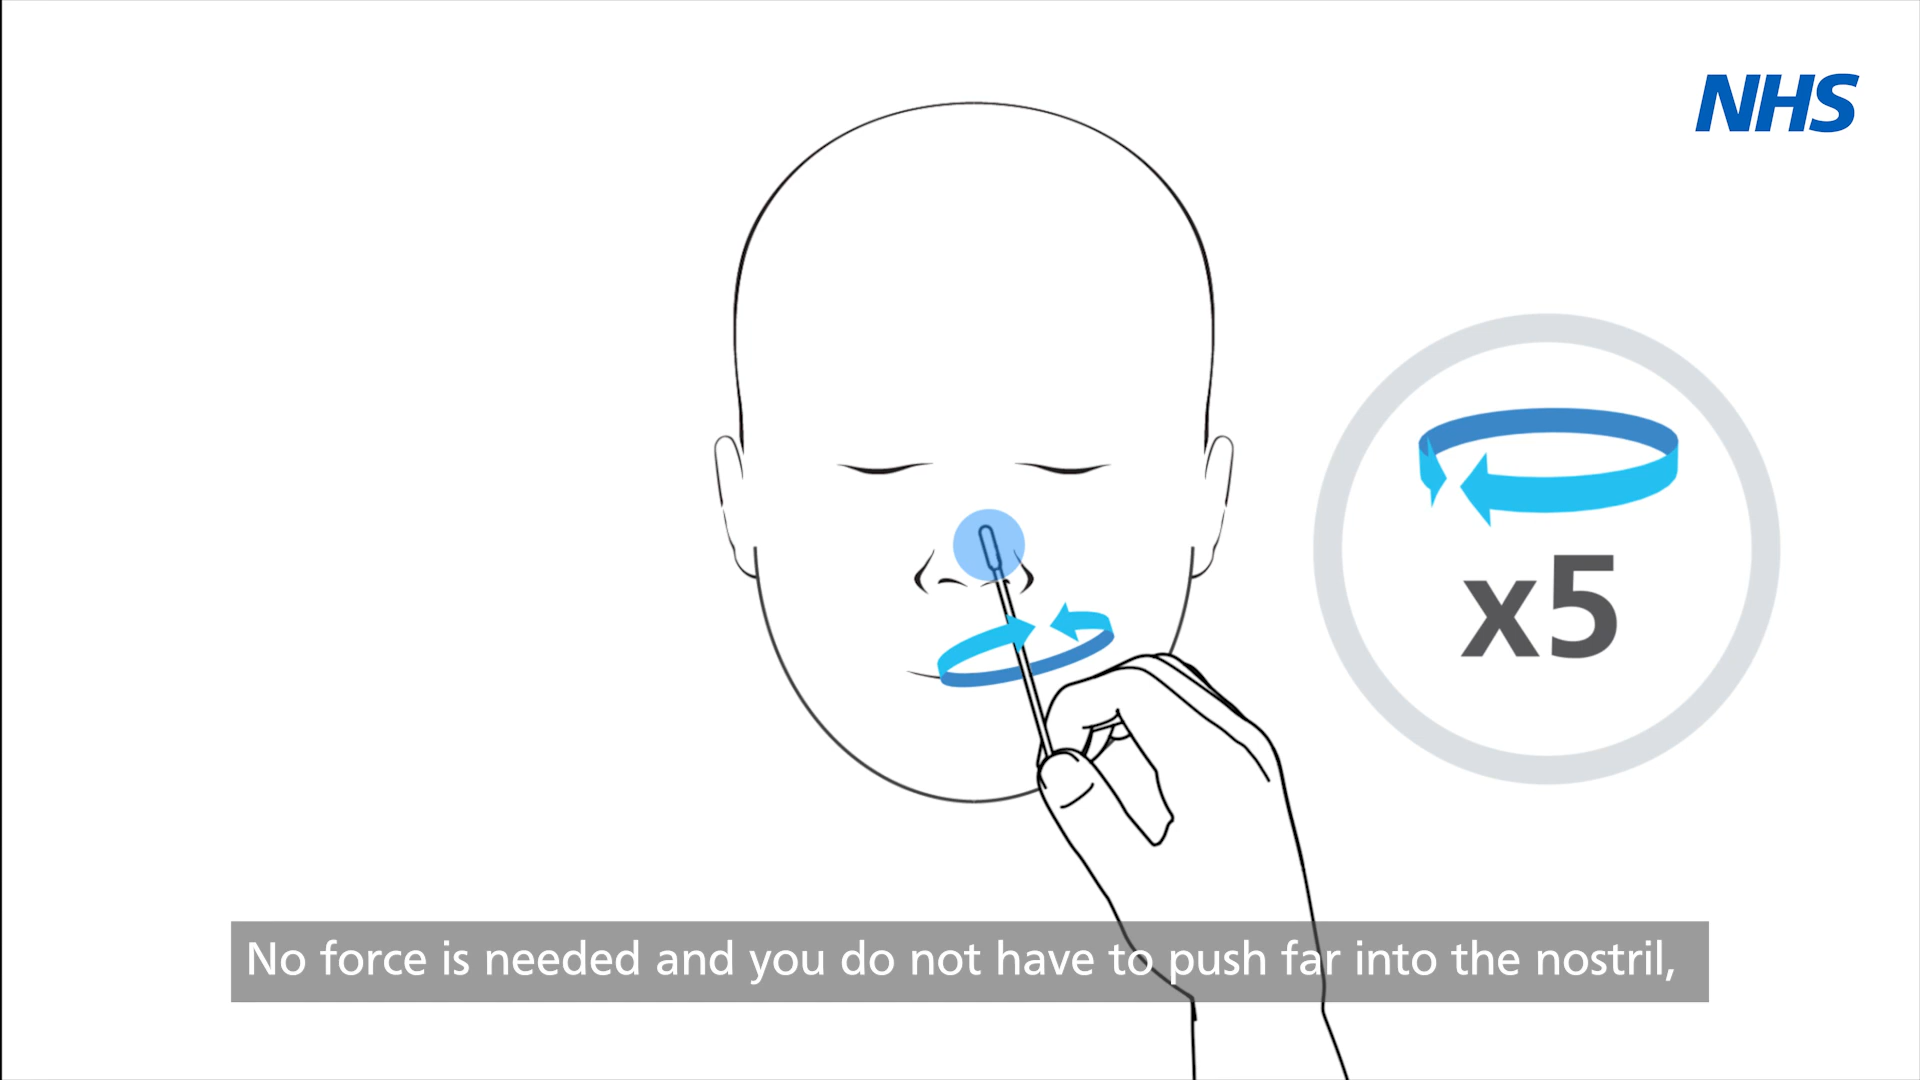 NHS
x5
No force is needed and you do not have to push far into the nostril,